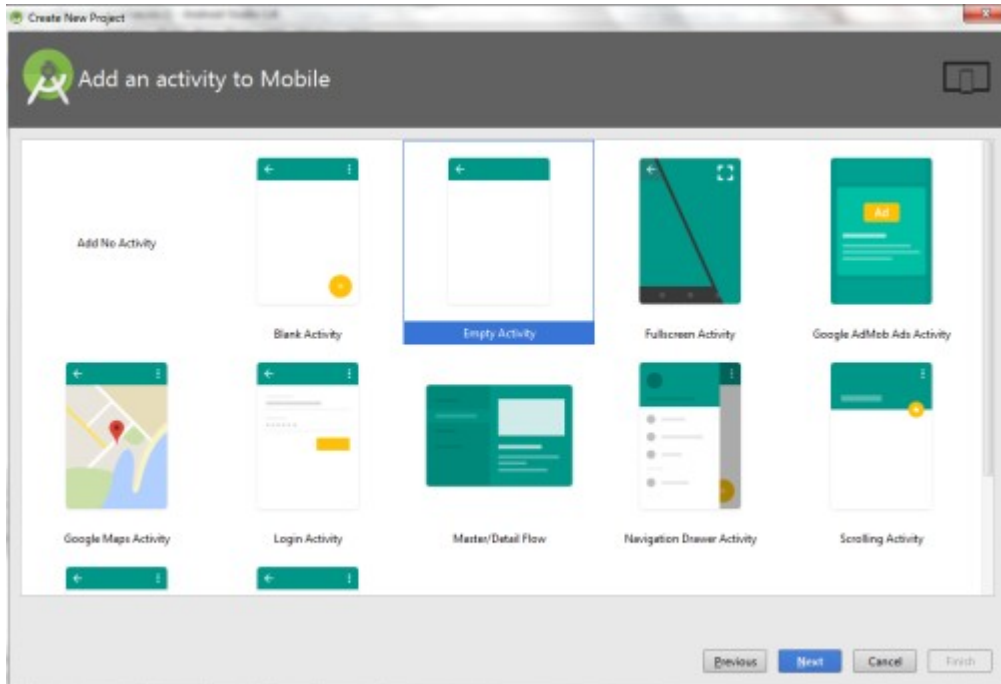 Create New Project
Add an activity to Mobile
Add No Activity
Blank Activity
Empty Activity
Fullscreen Activity
Ad
Google AdMob Ads Activity
Google Maps Activity
Login Activity
Master/Detail Flow
Navigation Drawer Activity
Scrolling Activity
Previous
Next
Cancel
Finish